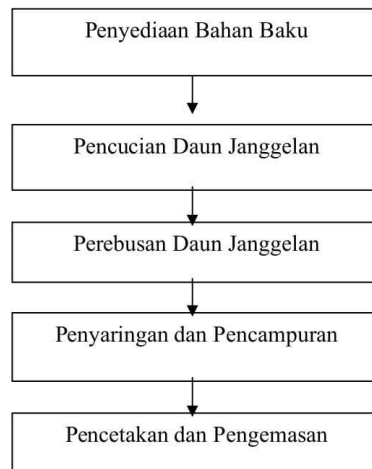 Penyediaan Bahan Baku
Pencucian Daun Janggelan
Perebusan Daun Janggelan
Penyaringan dan Pencampuran
Pencetakan dan Pengemasan